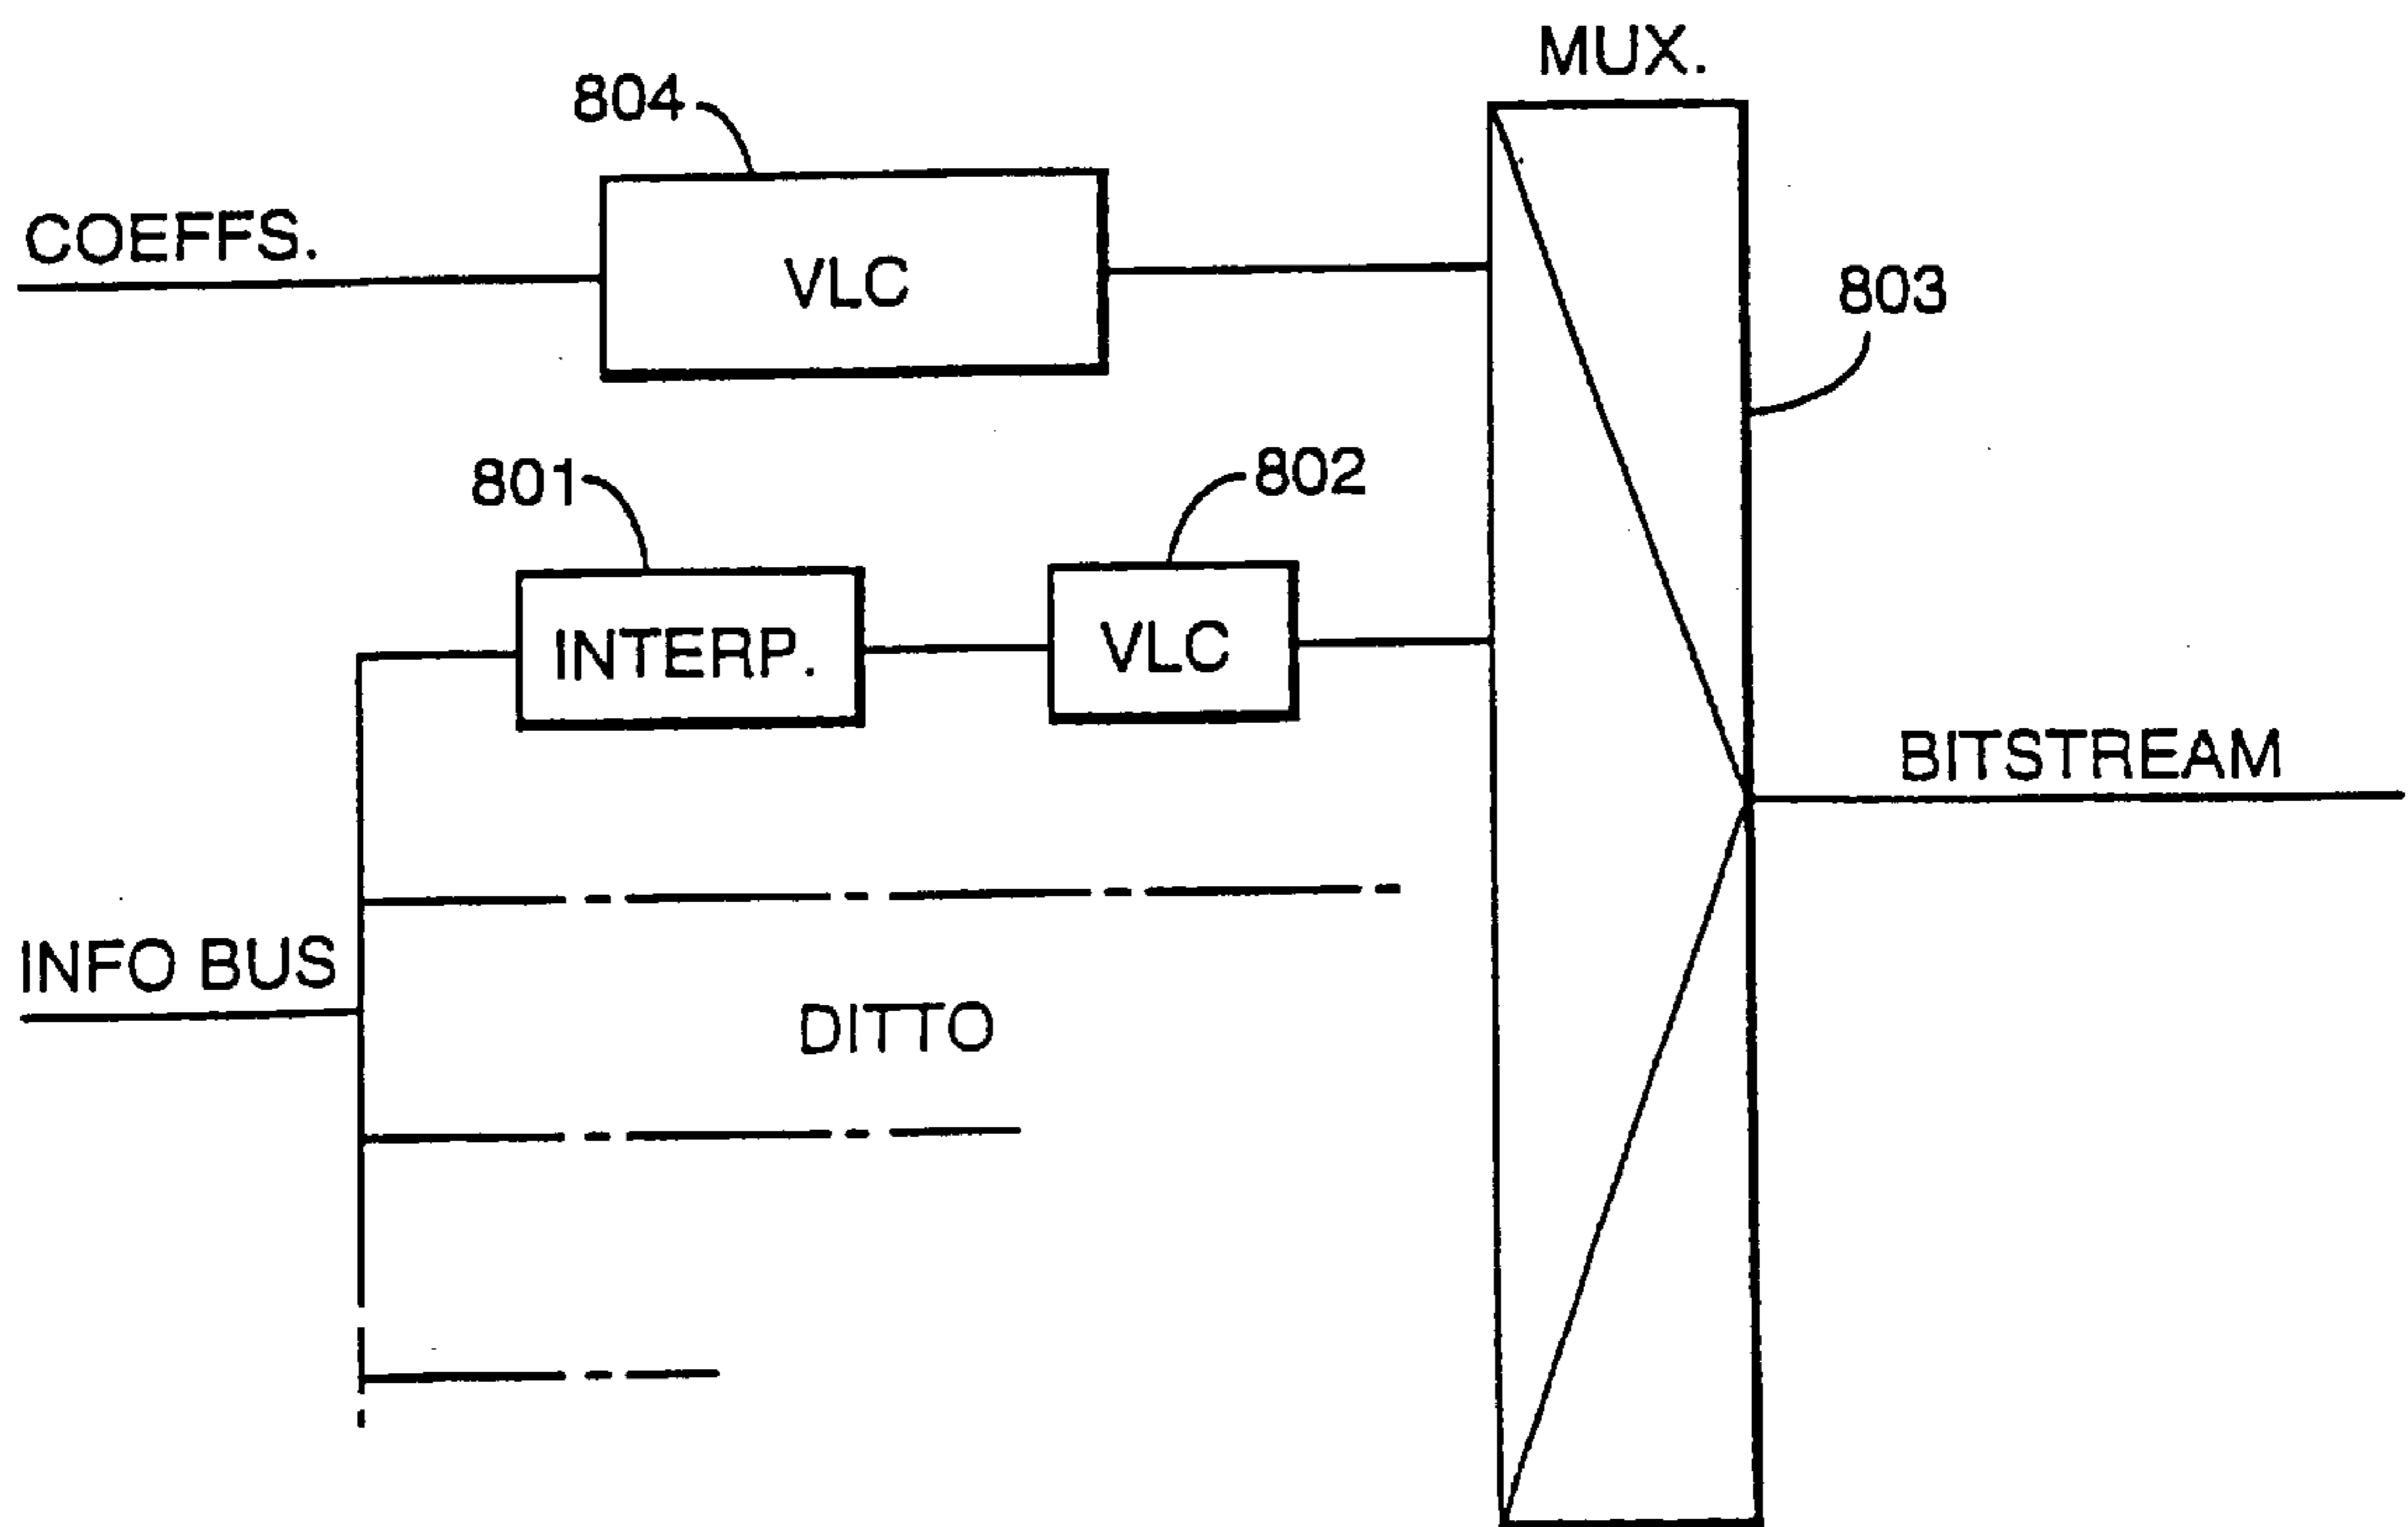 MUX.
804
COEFFS.
VLC
803
801
802
INTERP.
VLC
BITSTREAM
INFO BUS
DITTO